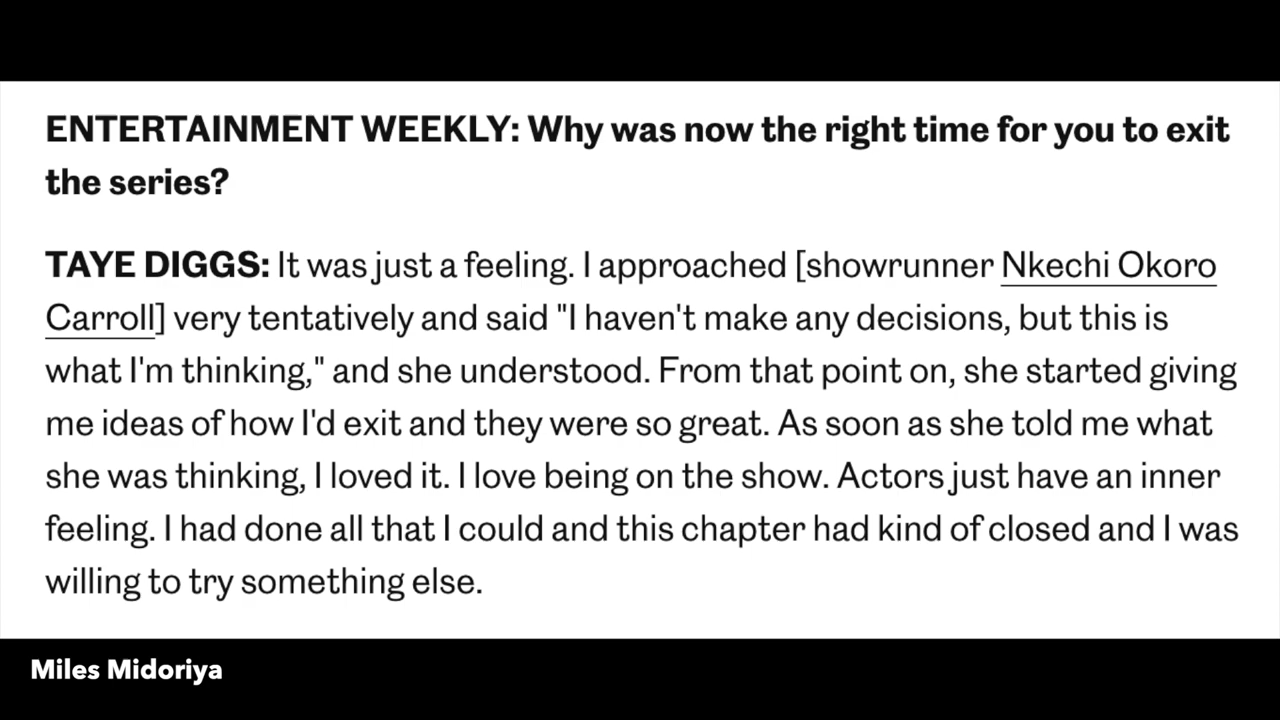 ENTERTAINMENT WEEKLY: Why was now the right time for you to exit
the series?
TAYE DIGGS: It was just a feeling. I approached [showrunner Nkechi Okoro
Carroll] very tentatively and said "I haven't make any decisions, but this is
what I'm thinking," and she understood. From that point on, she started giving
me ideas of how I'd exit and they were so great. As soon as she told me what
she was thinking, I loved it. I love being on the show. Actors just have an inner
feeling. I had done all that I could and this chapter had kind of closed and I was
willing to try something else.
Miles Midoriya